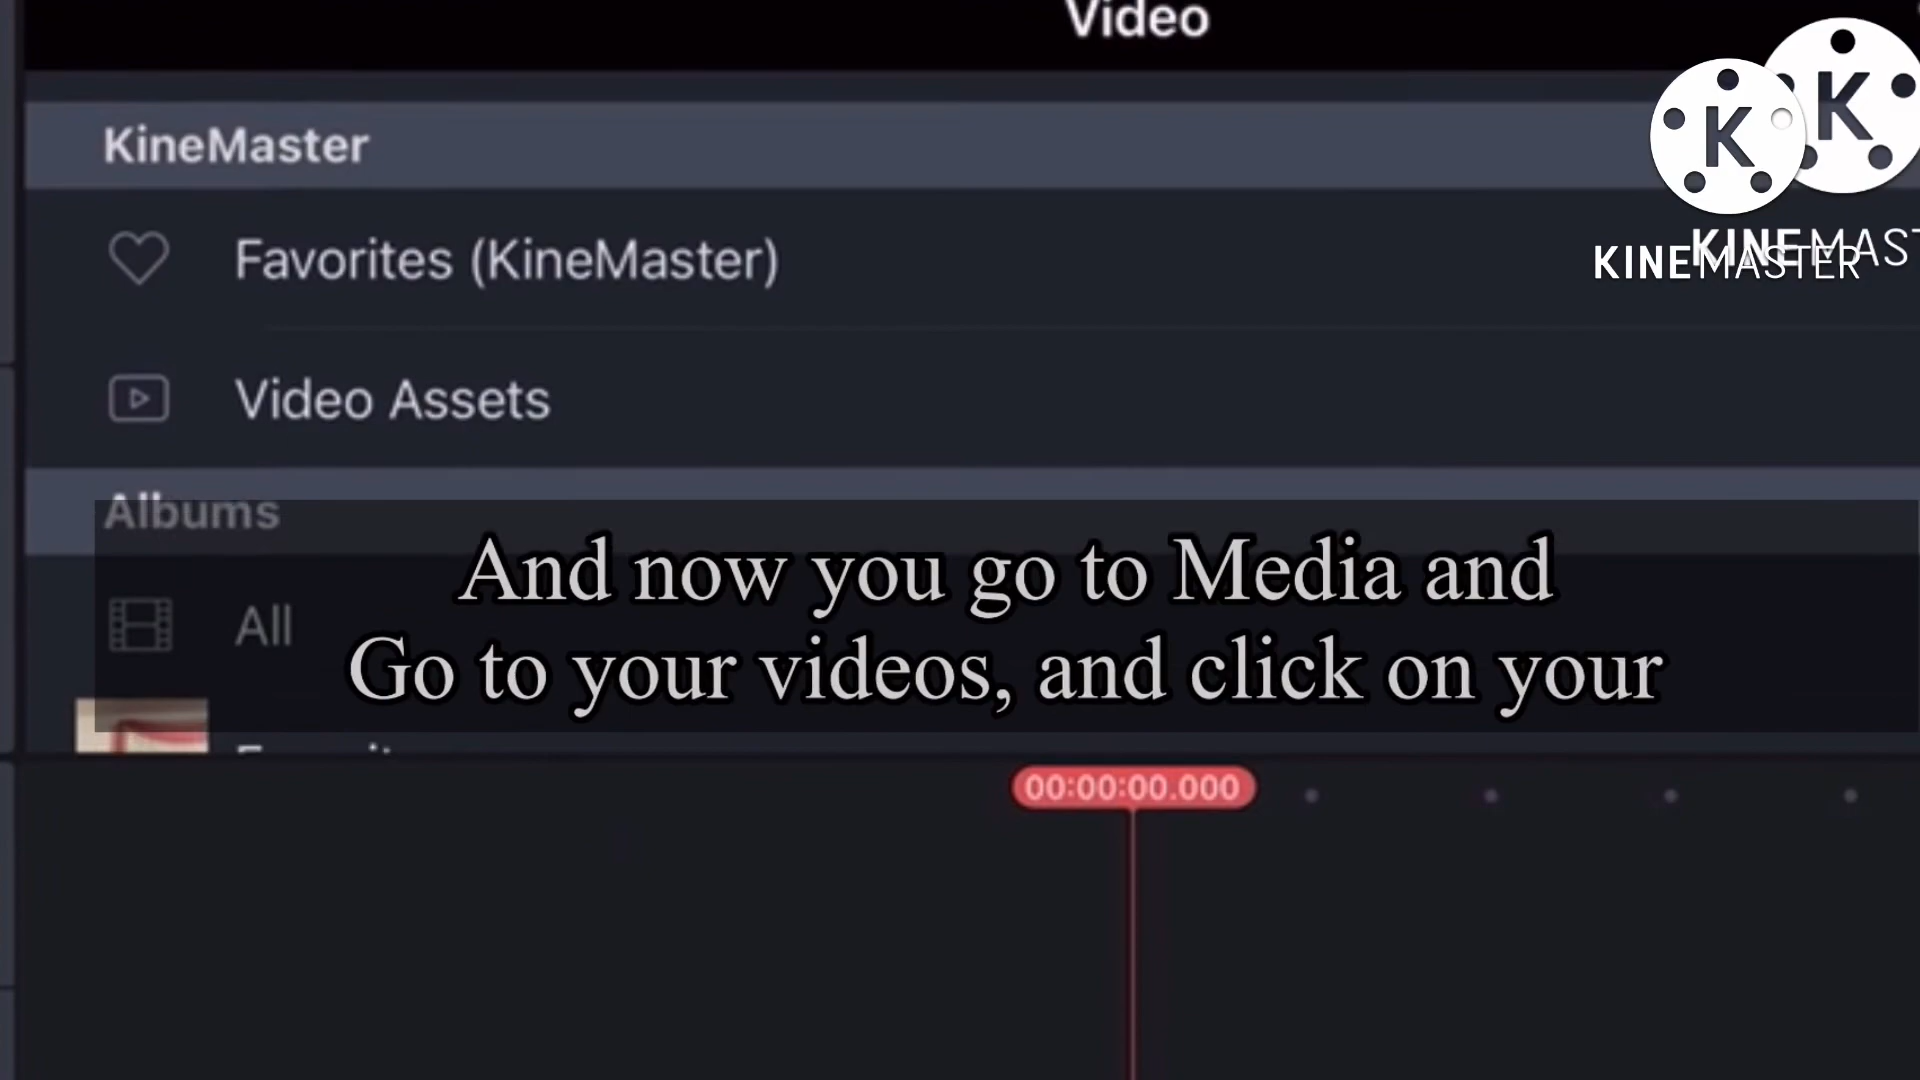 Video
KineMaster
K
K
KINEMASTER
KINEMAST
Favorites (KineMaster)
Video Assets
Albums
And now you go to Media and
All
Go to your videos, and click on your
00:00:00.000